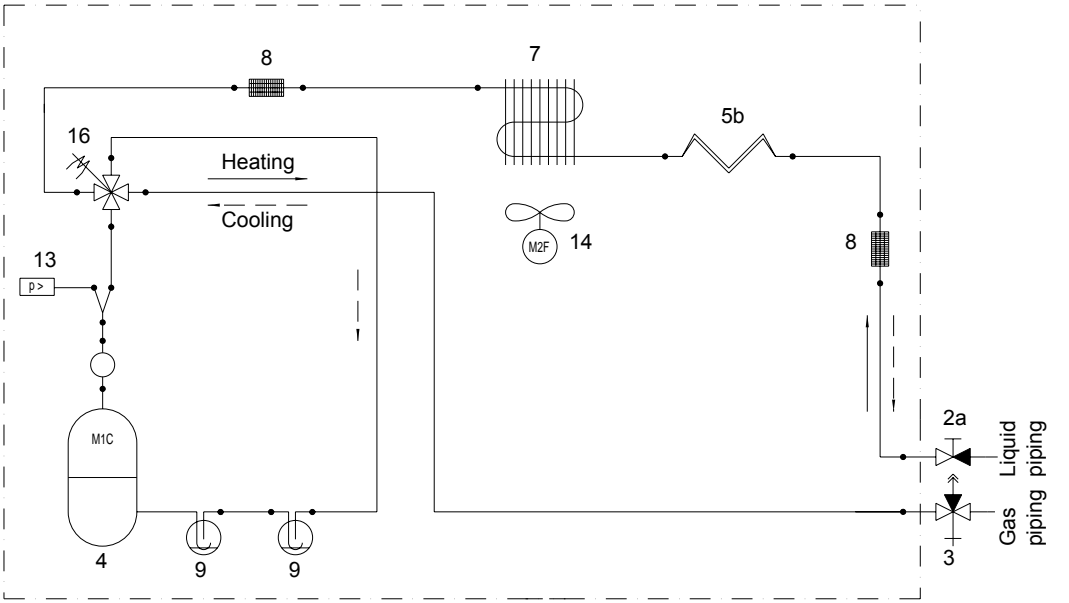 7
8
5b
16
Heating
Cooling
8
M2F
14
13
p >
2a
Liquid
piping
M1C
Gas
piping
3
4
9
9